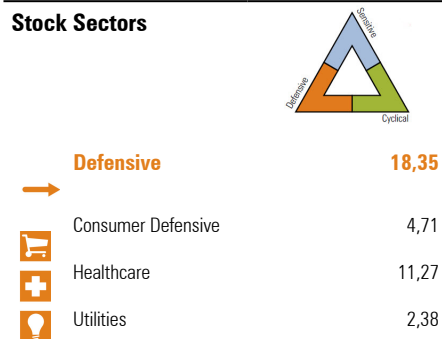 Stock Sectors
Sensitive
Defensive
Cyclical
Defensive 18,35
Consumer Defensive 4,71
Healthcare 11,27
Utilities 2,38